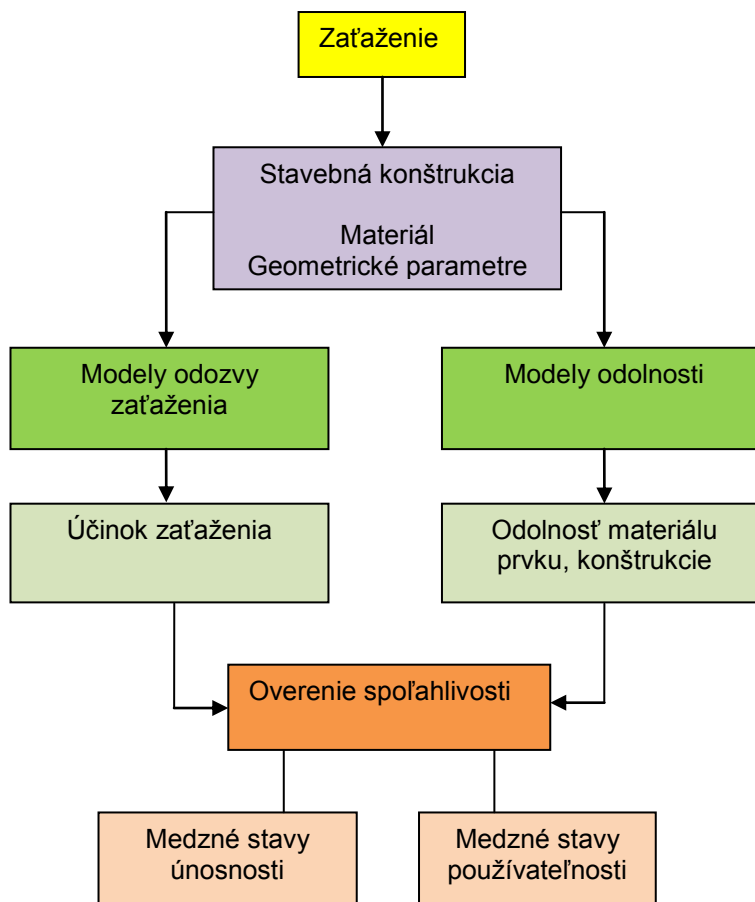 Zaťaženie
Stavebná konštrukcia
Materiál
Geometrické parametre
Modely odozvy
zaťaženia
Modely odolnosti
Účinok zaťaženia
Odolnosť materiálu
prvku, konštrukcie
Overenie spoľahlivosti
Medzné stavy
únosnosti
Medzné stavy
používateľnosti